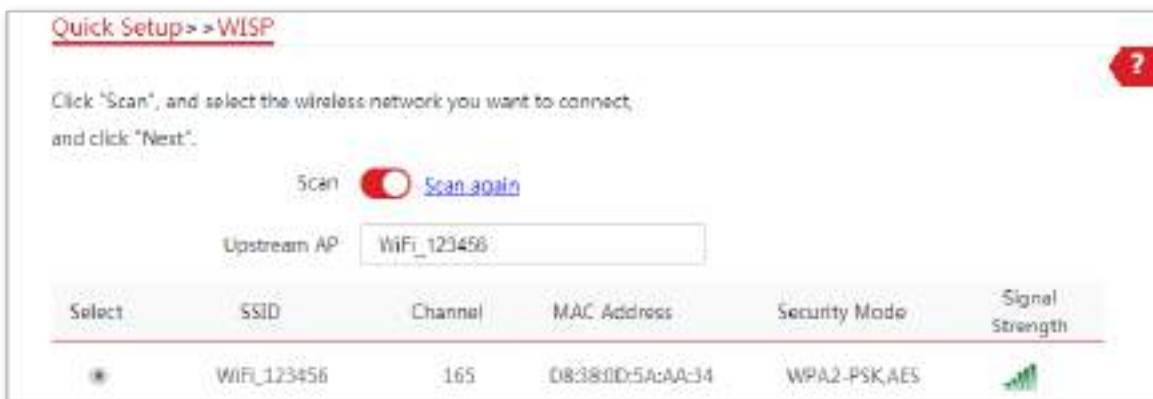 Quick Setup>>WISP
?
Click "Scan", and select the wireless network you want to connect,
and click "Next".
Scan Scan again
Upstream AP WiFi_123456
Select SSID Channel MAC Address Security Mode Signal Strength
WiFi_123456 165 D8:38:0D:5A:AA:34 WPA2-PSK,AES